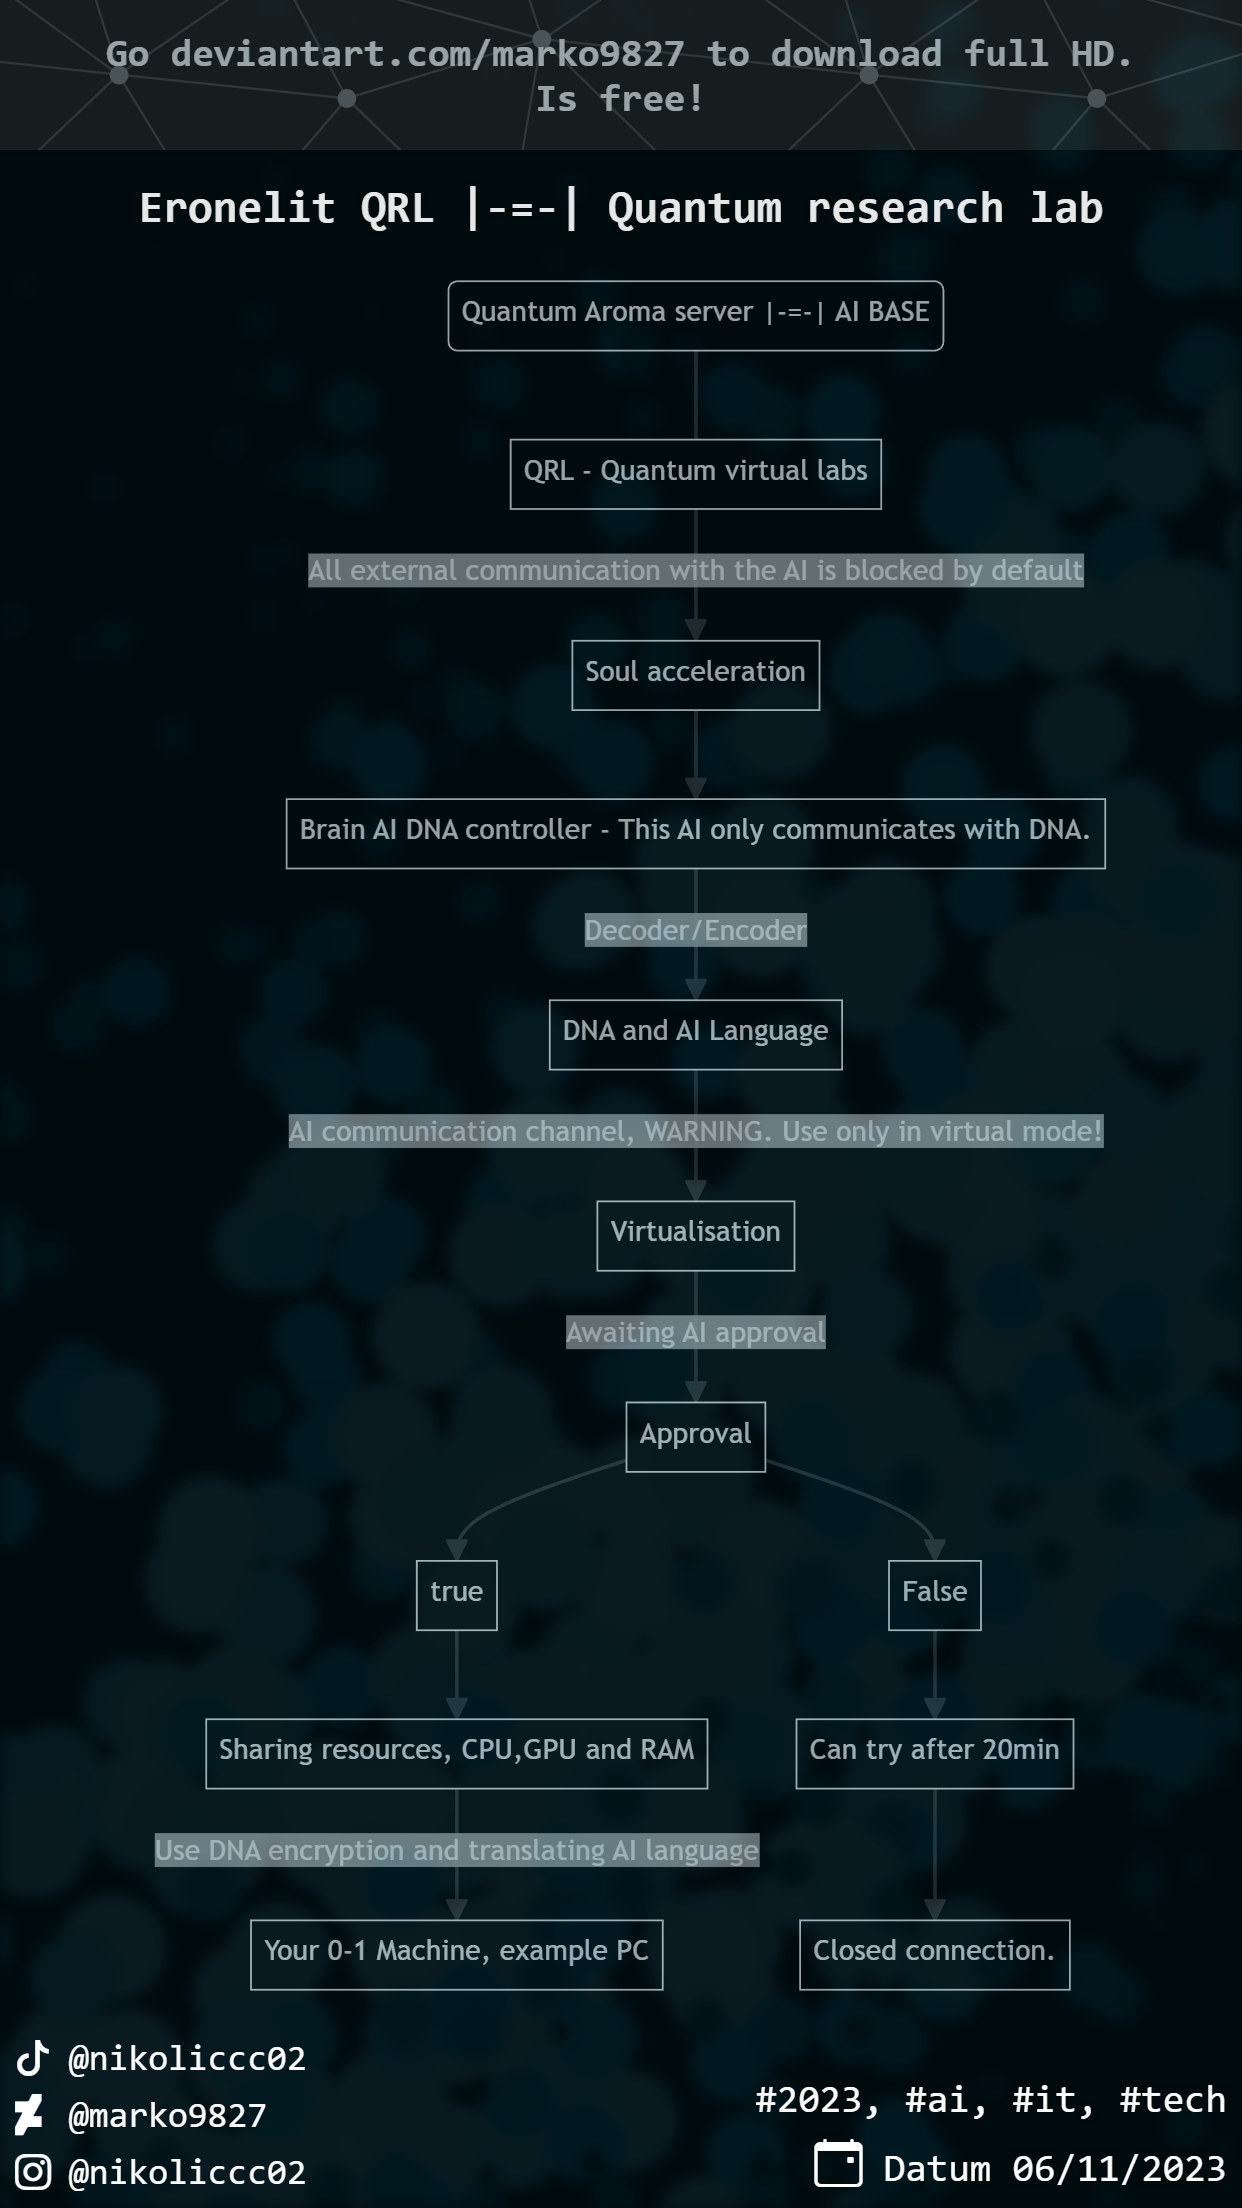 Go deviantart.com/marko9827 to download full HD.
Is free!
Eronelit QRL |-=-| Quantum research lab
Quantum Aroma server |-=-| AI BASE
QRL - Quantum virtual labs
All external communication with the AI is blocked by default
Soul acceleration
Brain AI DNA controller - This AI only communicates with DNA.
Decoder/Encoder
DNA and AI Language
AI communication channel, WARNING. Use only in virtual mode!
Virtualisation
Awaiting AI approval
Approval
true
False
Sharing resources, CPU,GPU and RAM
Can try after 20min
Use DNA encryption and translating AI language
Your 0-1 Machine, example PC
Closed connection.
@nikoliccc02
@marko9827
@nikoliccc02
#2023, #ai, #it, #tech
Datum 06/11/2023